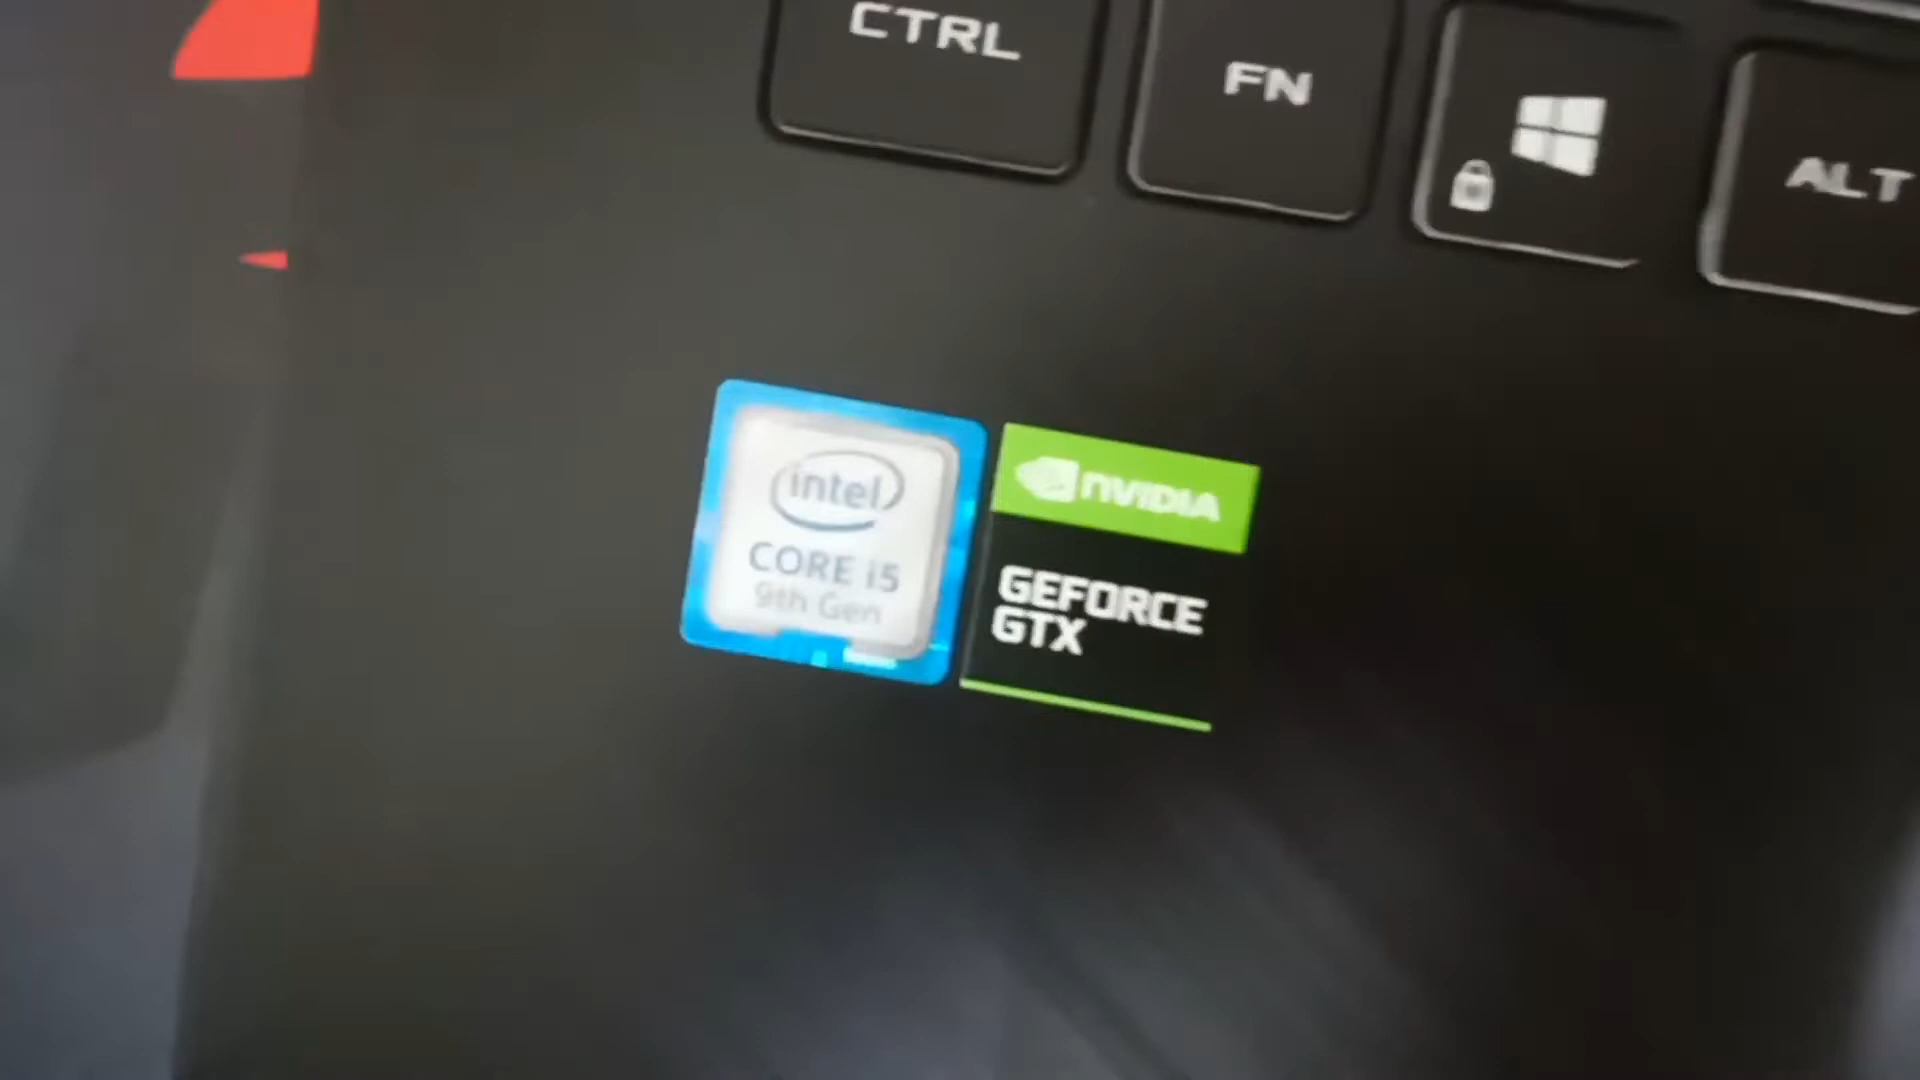 CTRL
FN
ALT
intel
CORE i5
9th Gen
NVIDIA
GEFORCE
GTX